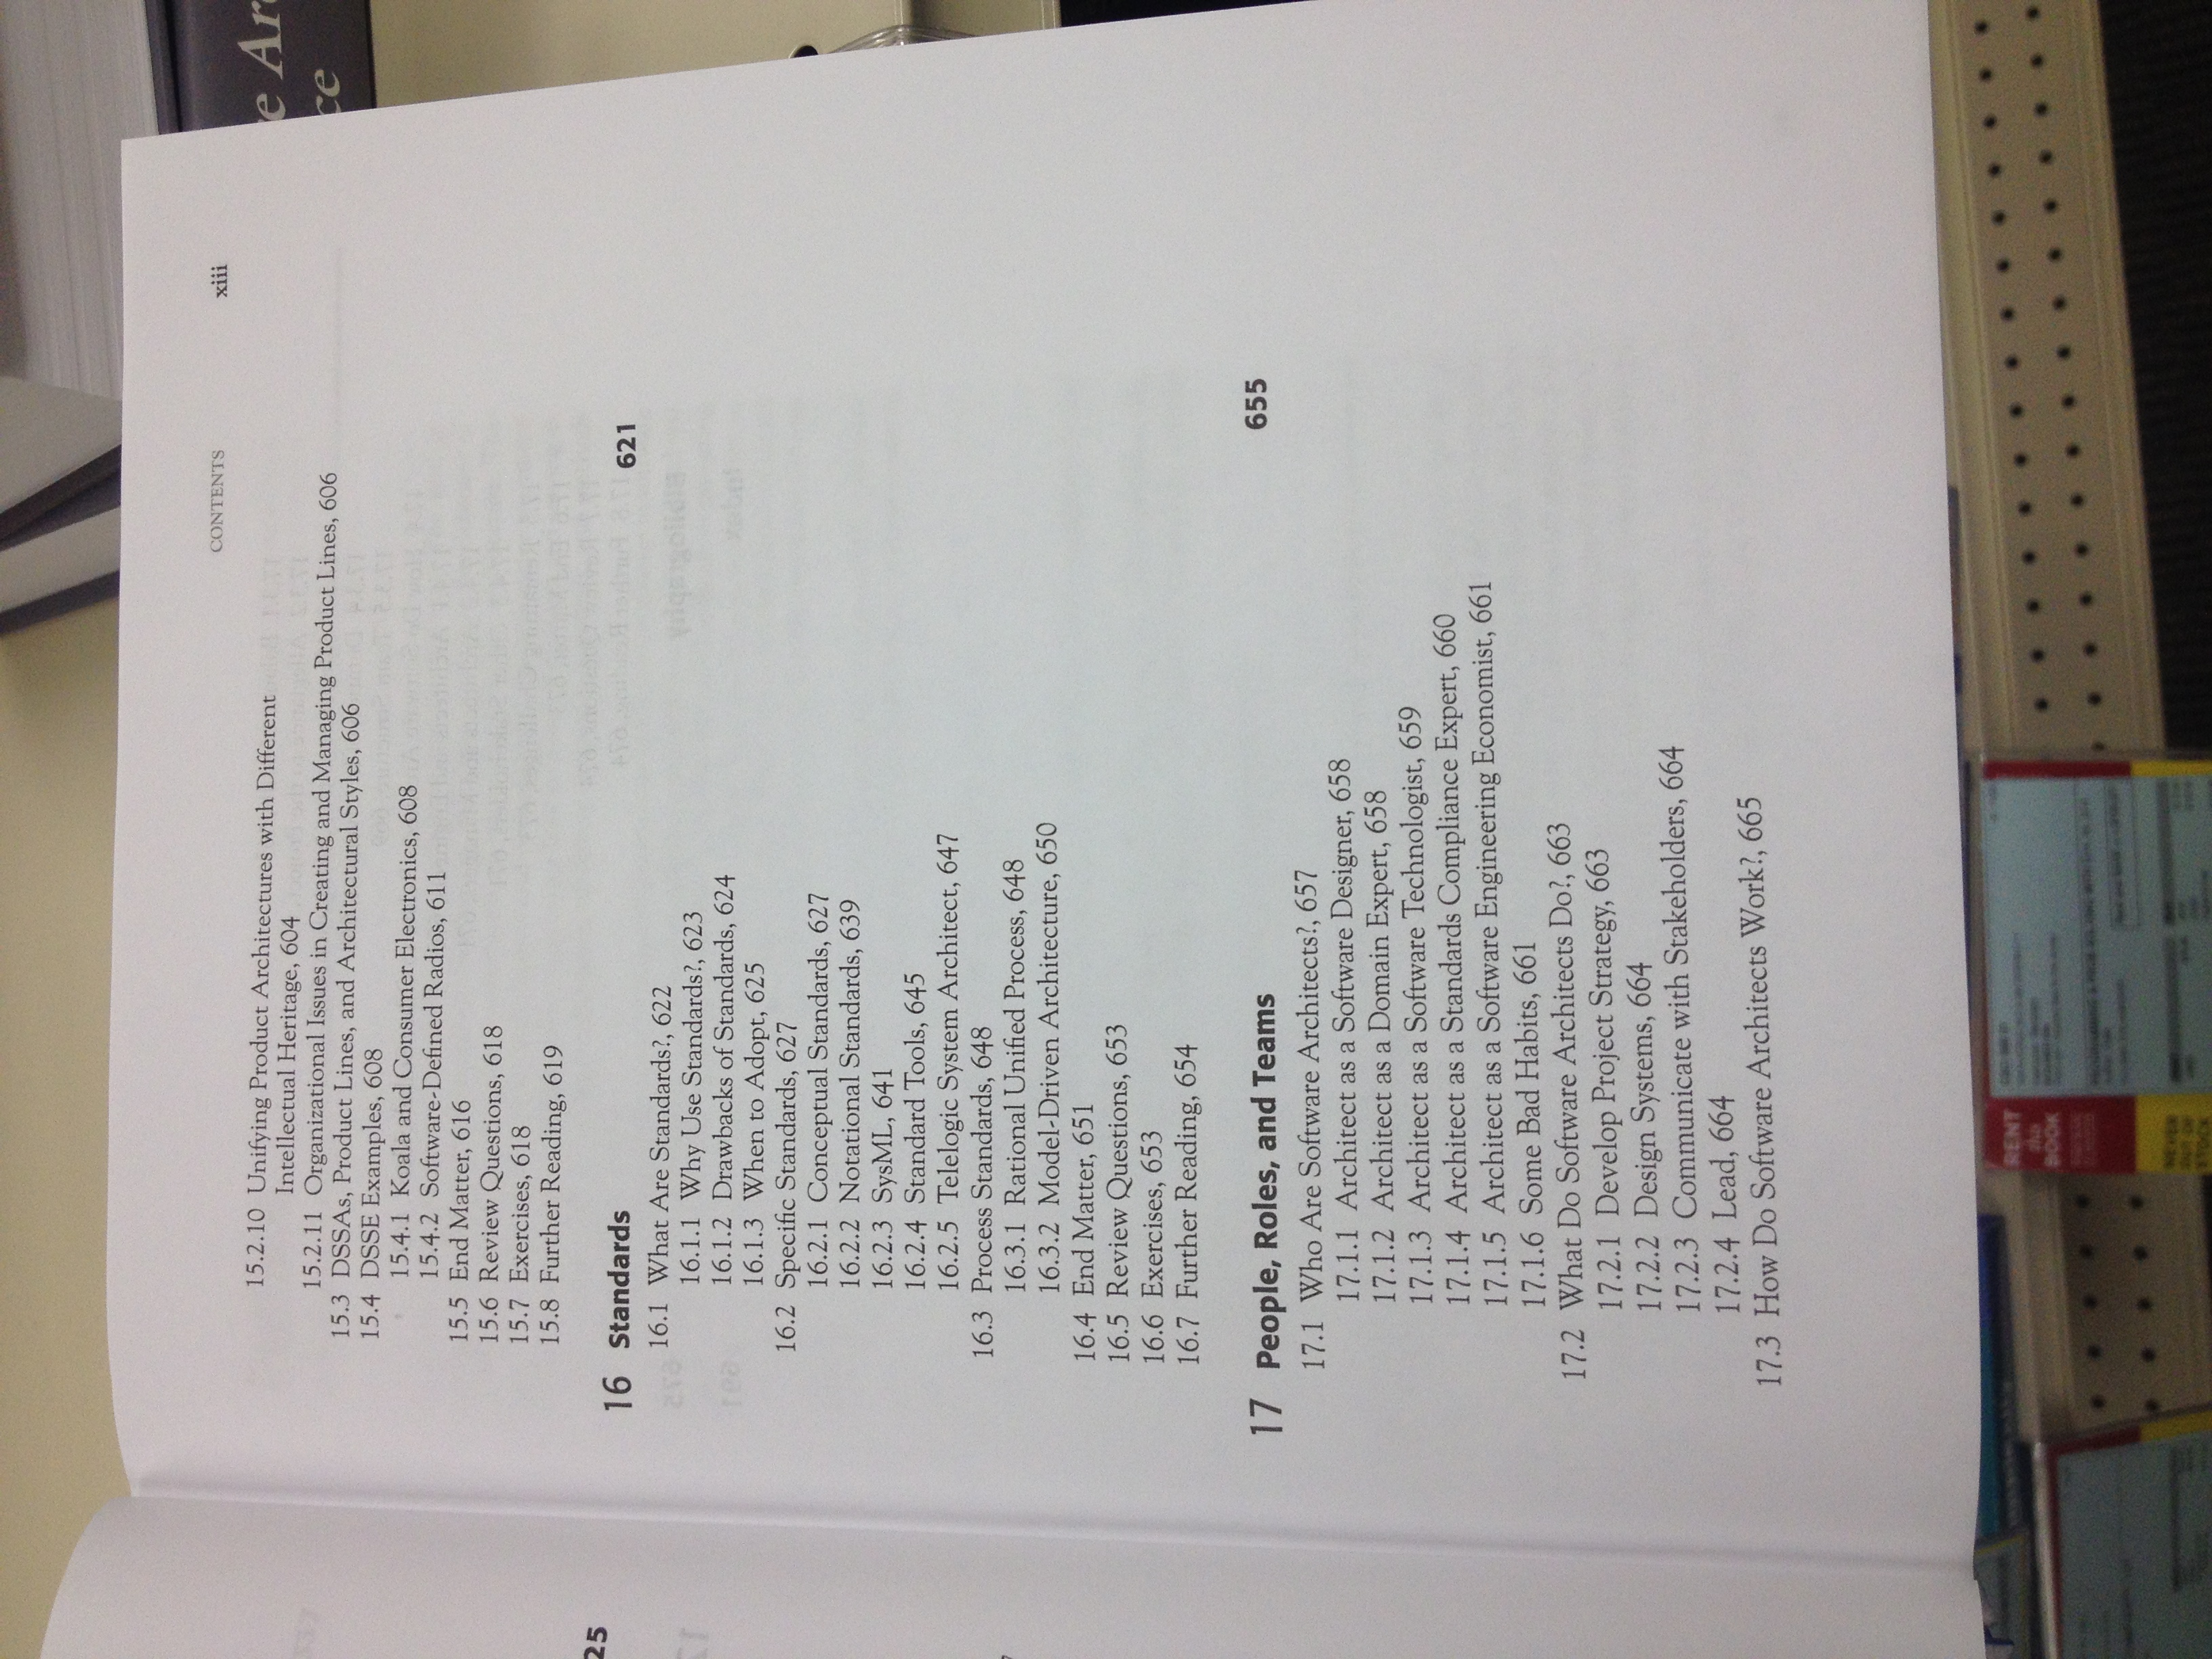 CONTENTS xiii
15.2.10 Unifying Product Architectures with Different
Intellectual Heritage, 604
15.2.11 Organizational Issues in Creating and Managing Product Lines, 606
15.3 DSSAs, Product Lines, and Architectural Styles, 606
15.4 DSSE Examples, 608
15.4.1 Koala and Consumer Electronics, 608
15.4.2 Software-Defined Radios, 611
15.5 End Matter, 616
15.6 Review Questions, 618
15.7 Exercises, 618
15.8 Further Reading, 619
16 Standards 621
16.1 What Are Standards?, 622
16.1.1 Why Use Standards?, 623
16.1.2 Drawbacks of Standards, 624
16.1.3 When to Adopt, 625
16.2 Specific Standards, 627
16.2.1 Conceptual Standards, 627
16.2.2 Notational Standards, 639
16.2.3 SysML, 641
16.2.4 Standard Tools, 645
16.2.5 Telelogic System Architect, 647
16.3 Process Standards, 648
16.3.1 Rational Unified Process, 648
16.3.2 Model-Driven Architecture, 650
16.4 End Matter, 651
16.5 Review Questions, 653
16.6 Exercises, 653
16.7 Further Reading, 654
17 People, Roles, and Teams 655
17.1 Who Are Software Architects?, 657
17.1.1 Architect as a Software Designer, 658
17.1.2 Architect as a Domain Expert, 658
17.1.3 Architect as a Software Technologist, 659
17.1.4 Architect as a Standards Compliance Expert, 660
17.1.5 Architect as a Software Engineering Economist, 661
17.1.6 Some Bad Habits, 661
17.2 What Do Software Architects Do?, 663
17.2.1 Develop Project Strategy, 663
17.2.2 Design Systems, 664
17.2.3 Communicate with Stakeholders, 664
17.2.4 Lead, 664
17.3 How Do Software Architects Work?, 665
25
e Ar
ce
RENT
this
BOOK
NEVER
OUT OF
STOCK